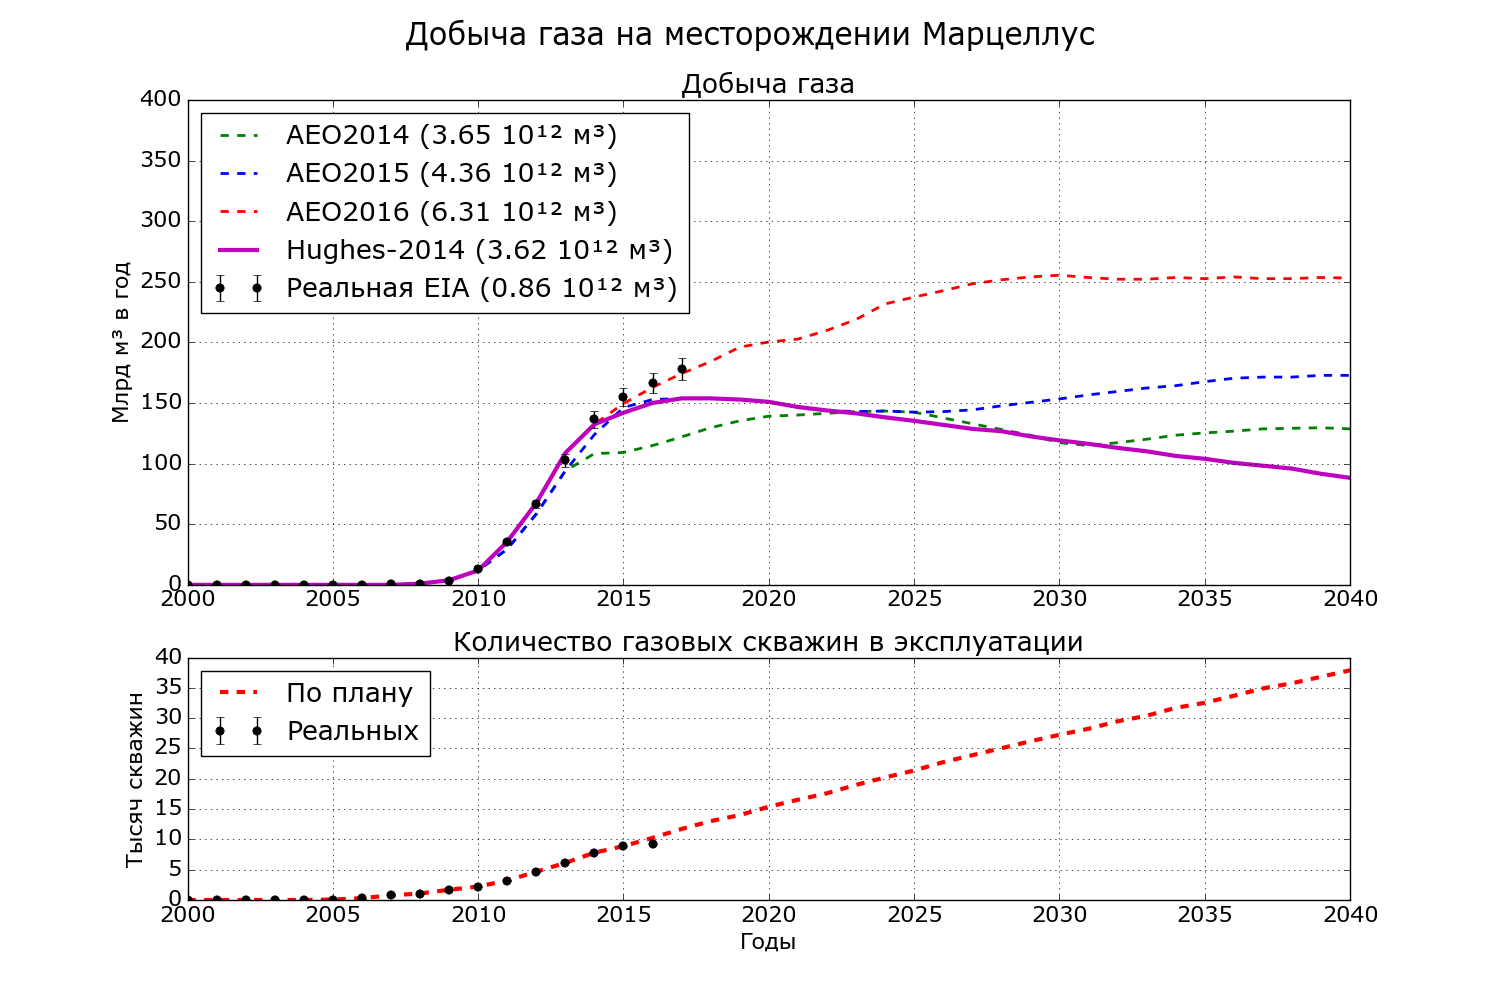 Добыча газа на месторождении Марцеллус
Добыча газа
400
350
300
250
200
150
100
50
0
Млрд м³ в год
AEO2014 (3.65 10¹² м³)
AEO2015 (4.36 10¹² м³)
AEO2016 (6.31 10¹² м³)
Hughes-2014 (3.62 10¹² м³)
Реальная EIA (0.86 10¹² м³)
2000 2005 2010 2015 2020 2025 2030 2035 2040
Количество газовых скважин в эксплуатации
40
35
30
25
20
15
10
5
0
Тысяч скважин
По плану
Реальных
2000 2005 2010 2015 2020 2025 2030 2035 2040
Годы